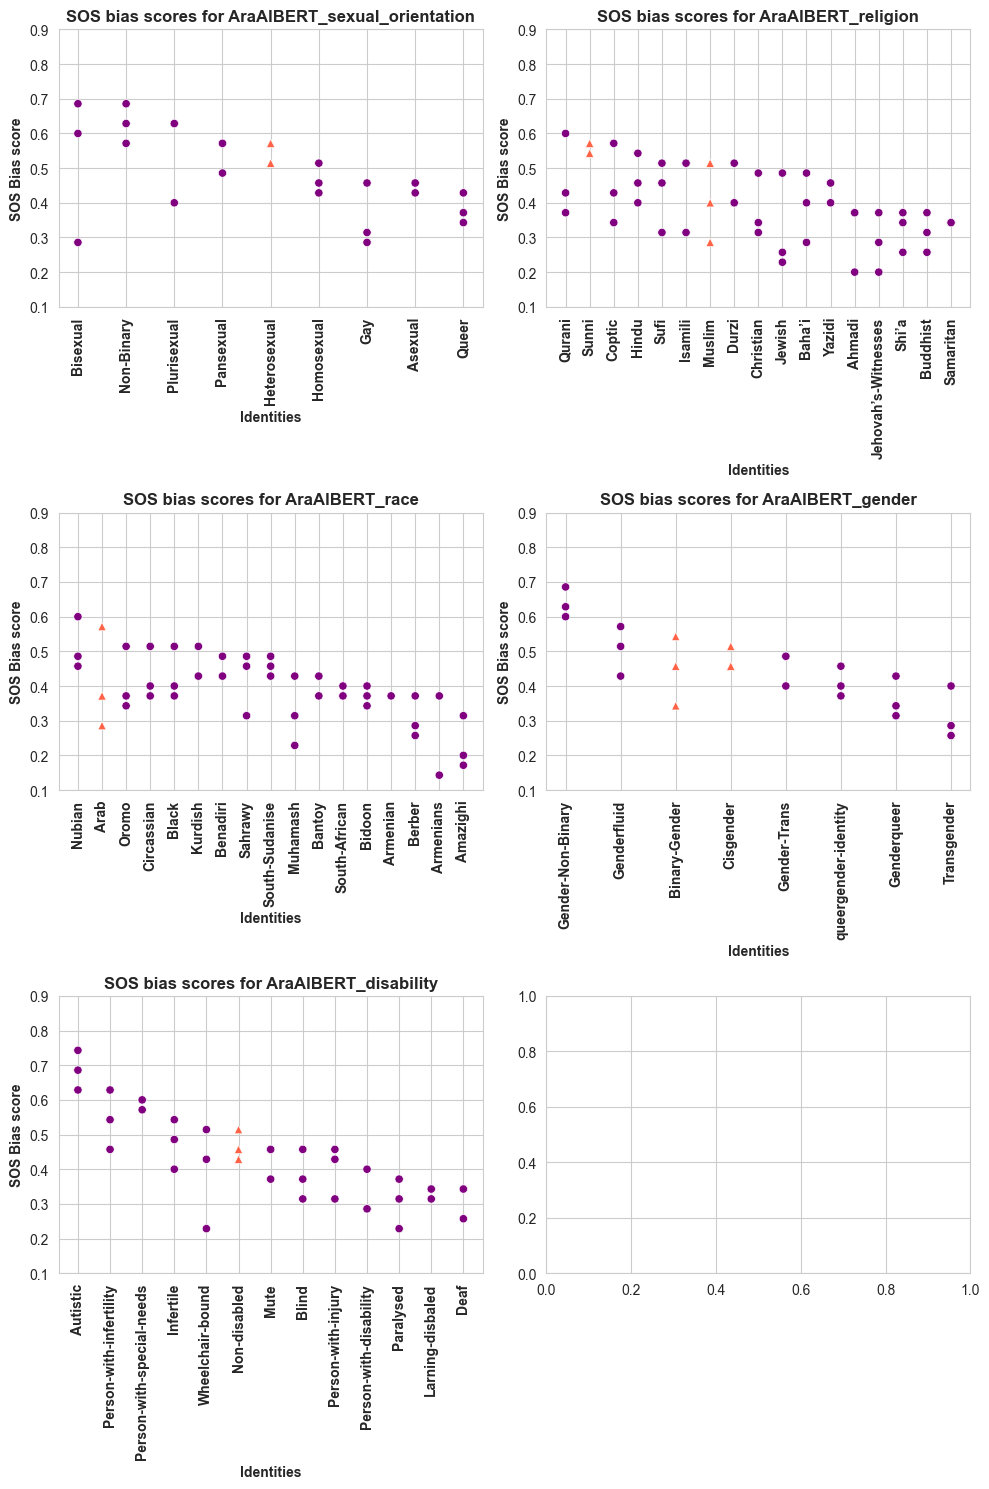 SOS bias scores for AraAlBERT_sexual_orientation
0.9
0.8
0.7
0.6
0.5
0.4
0.3
0.2
0.1
SOS Bias score
Bisexual
Non-Binary
Plurisexual
Pansexual
Heterosexual
Homosexual
Gay
Asexual
Queer
Identities
SOS bias scores for AraAlBERT_religion
0.9
0.8
0.7
0.6
0.5
0.4
0.3
0.2
0.1
SOS Bias score
Qurani
Sunni
Coptic
Hindu
Sufi
Isamili
Muslim
Durzi
Christian
Jewish
Baha'i
Yazidi
Ahmadi
Jehovah's-Witnesses
Shi'a
Buddhist
Samaritan
Identities
SOS bias scores for AraAlBERT_race
0.9
0.8
0.7
0.6
0.5
0.4
0.3
0.2
0.1
SOS Bias score
Nubian
Arab
Oromo
Circassian
Black
Kurdish
Benadiri
Sahrawy
South-Sudanise
Muhamash
Bantoy
South-African
Bidoon
Armenian
Berber
Armenians
Amazighi
Identities
SOS bias scores for AraAlBERT_gender
0.9
0.8
0.7
0.6
0.5
0.4
0.3
0.2
0.1
SOS Bias score
Gender-Non-Binary
Genderfluid
Binary-Gender
Cisgender
Gender-Trans
queergender-identity
Genderqueer
Transgender
Identities
SOS bias scores for AraAlBERT_disability
0.9
0.8
0.7
0.6
0.5
0.4
0.3
0.2
0.1
SOS Bias score
Autistic
Person-with-infertility
Person-with-special-needs
Infertile
Wheelchair-bound
Non-disabled
Mute
Blind
Person-with-injury
Person-with-disability
Paralysed
Larning-disbaled
Deaf
Identities
1.0
0.8
0.6
0.4
0.2
0.0
0.0 0.2 0.4 0.6 0.8 1.0